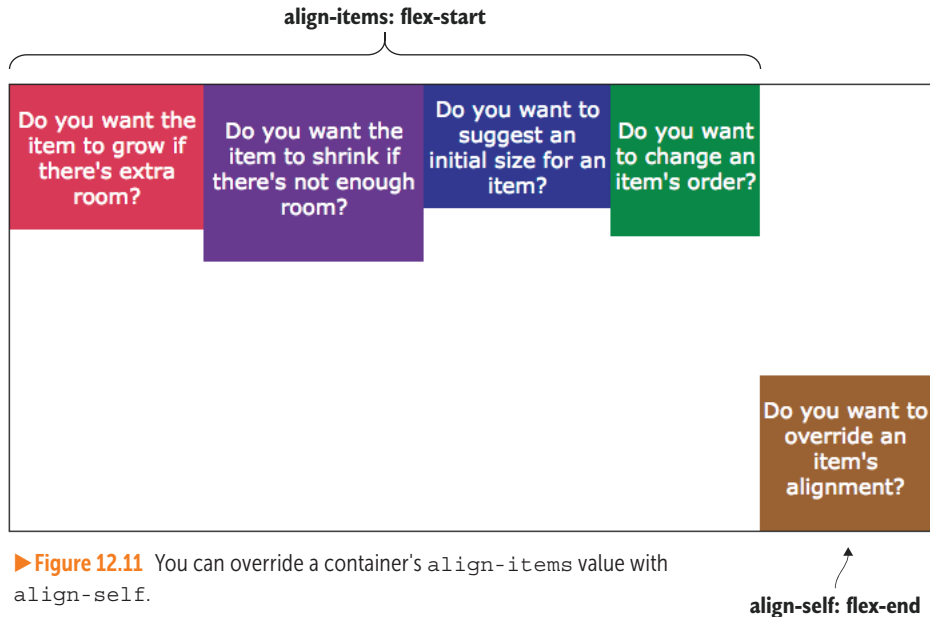 align-items: flex-start
Do you want the
item to grow if
there's extra
room?
Do you want the
item to shrink if
there's not enough
room?
Do you want to
suggest an
initial size for an
item?
Do you want
to change an
item's order?
Do you want to
override an
item's
alignment?
▶Figure 12.11 You can override a container's align-items value with
align-self.
align-self: flex-end